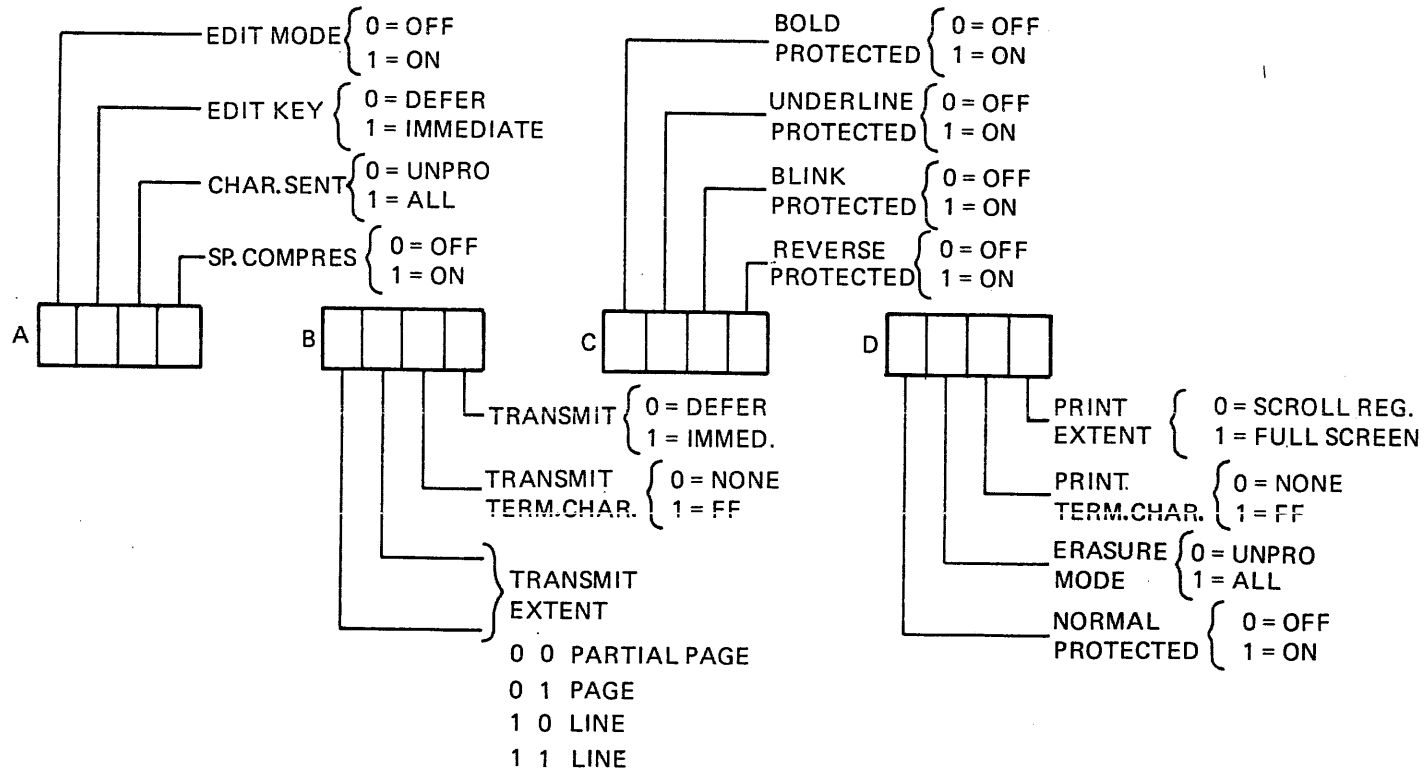 EDIT MODE 0 = OFF
1 = ON
EDIT KEY 0 = DEFER
1 = IMMEDIATE
CHAR.SENT 0 = UNPRO
1 = ALL
SP.COMPRES 0 = OFF
1 = ON
BOLD
PROTECTED 0 = OFF
1 = ON
UNDERLINE
PROTECTED 0 = OFF
1 = ON
BLINK
PROTECTED 0 = OFF
1 = ON
REVERSE
PROTECTED 0 = OFF
1 = ON
A
B
C
D
TRANSMIT 0 = DEFER
1 = IMMED.
TRANSMIT
TERM.CHAR. 0 = NONE
1 = FF
TRANSMIT
EXTENT
0 0 PARTIAL PAGE
0 1 PAGE
1 0 LINE
1 1 LINE
PRINT
EXTENT 0 = SCROLL REG.
1 = FULL SCREEN
PRINT.
TERM.CHAR. 0 = NONE
1 = FF
ERASURE
MODE 0 = UNPRO
1 = ALL
NORMAL
PROTECTED 0 = OFF
1 = ON